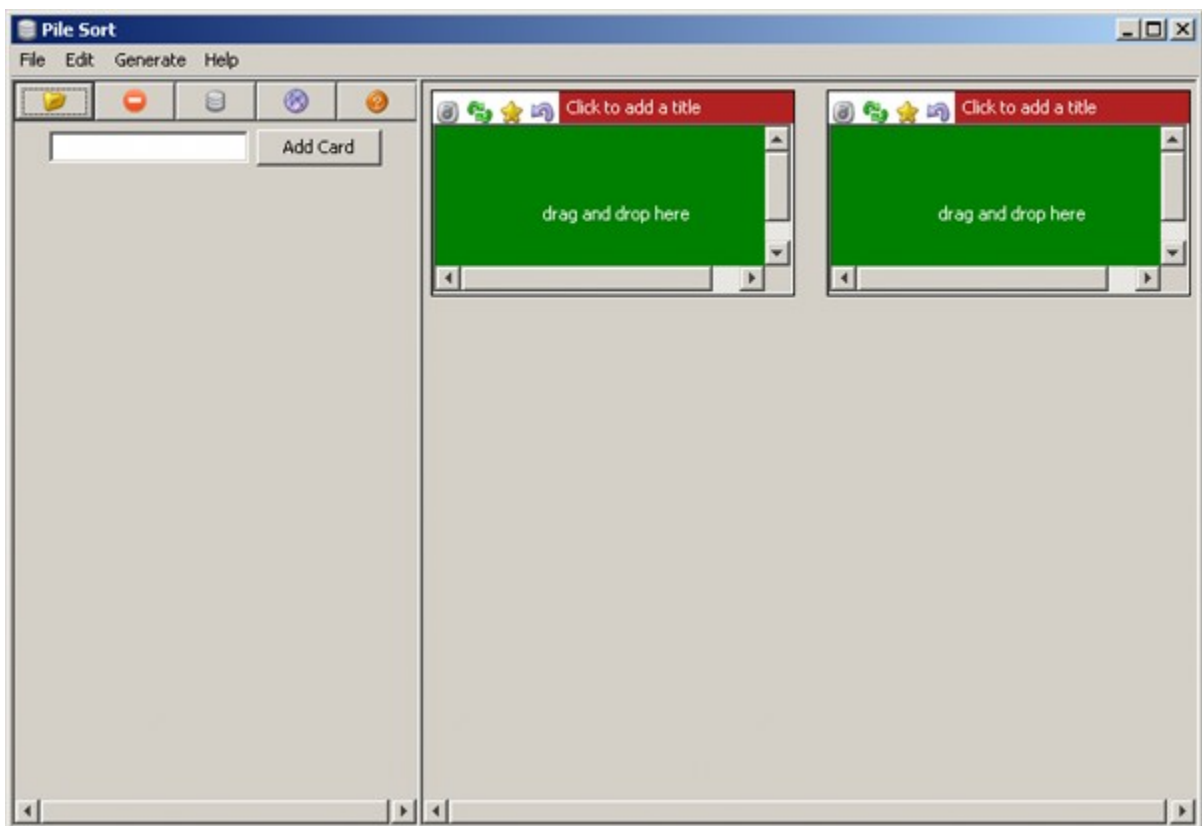 Pile Sort
File Edit Generate Help
Add Card
Click to add a title
drag and drop here
Click to add a title
drag and drop here